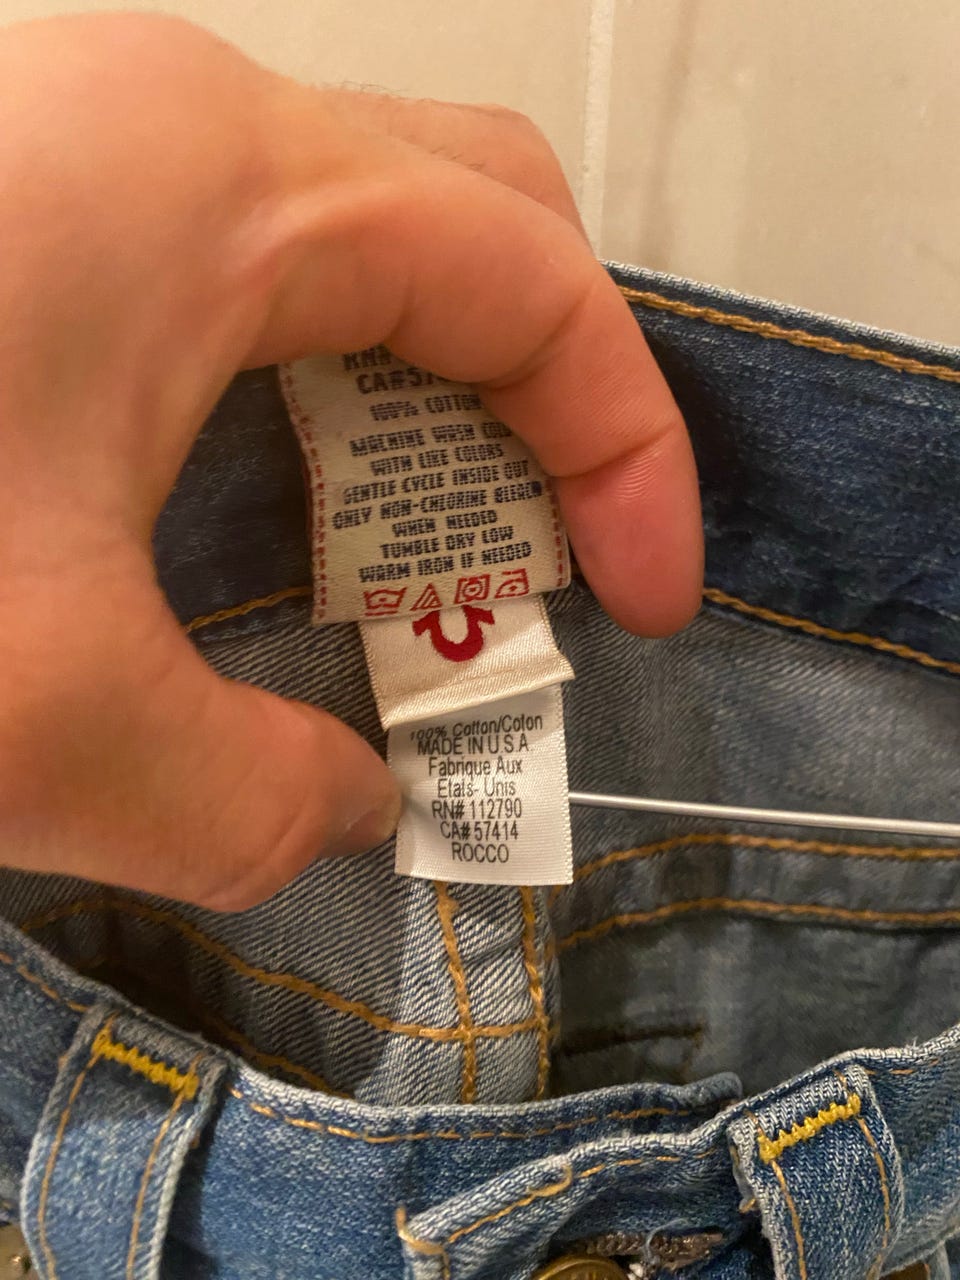 CA#57
100% COTTON
MACHINE WASH COLD
WITH LIKE COLORS
GENTLE CYCLE INSIDE OUT
ONLY NON-CHLORINE BLEACH
WHEN NEEDED
TUMBLE DRY LOW
WARM IRON IF NEEDED
100% Cotton/Coton
MADE IN U.S.A.
Fabrique Aux
Etats- Unis
RN# 112790
CA# 57414
ROCCO